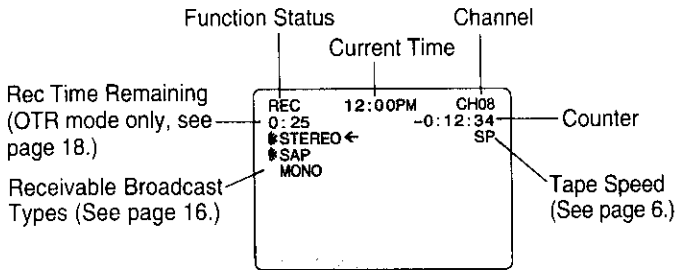 Function Status
Channel
Current Time
Rec Time Remaining
(OTR mode only, see
page 18.)
REC 12:00PM CH08
0:25 -0:12:34
STEREO← SP
SAP
MONO
Counter
Receivable Broadcast
Types (See page 16.)
Tape Speed
(See page 6.)